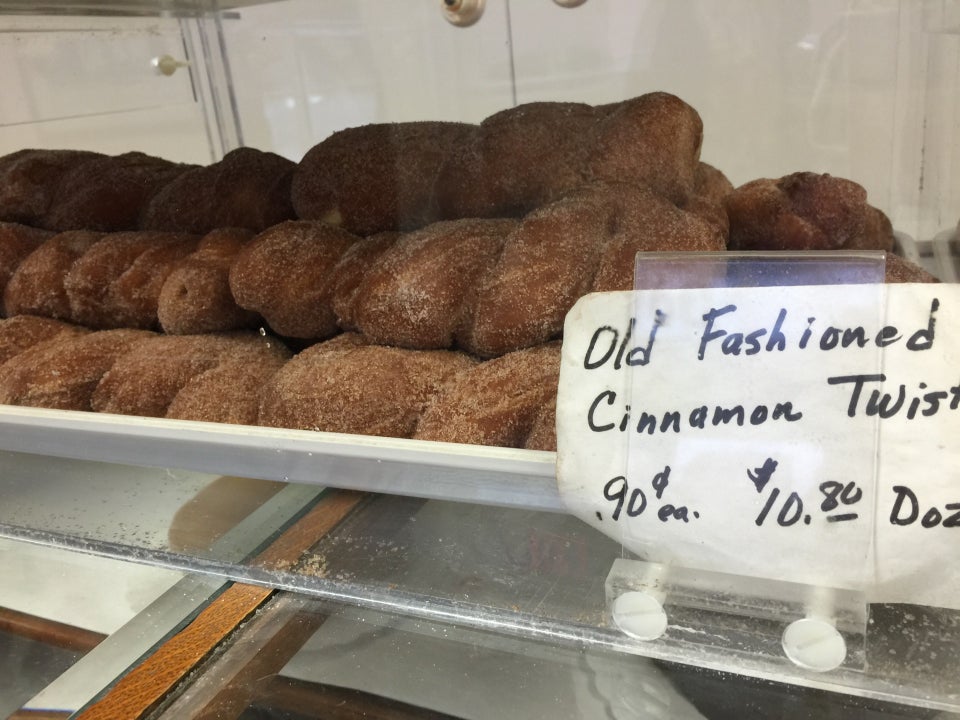 Old Fashioned
Cinnamon Twist
.90¢ ea. $10.80 Doz